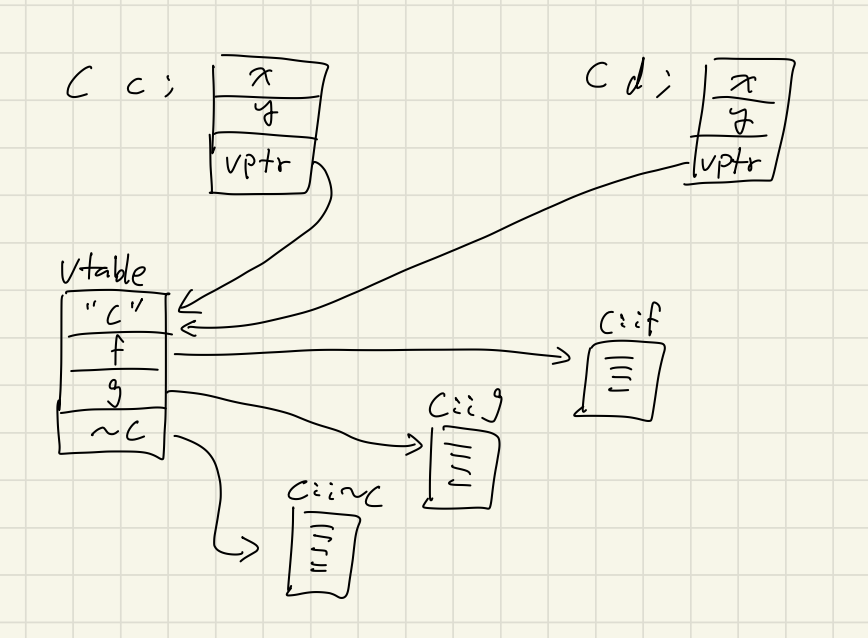 C c;
x
y
vptr
C d;
x
y
vptr
vtable
"C"
f
g
~C
C::f
C::g
C::~C